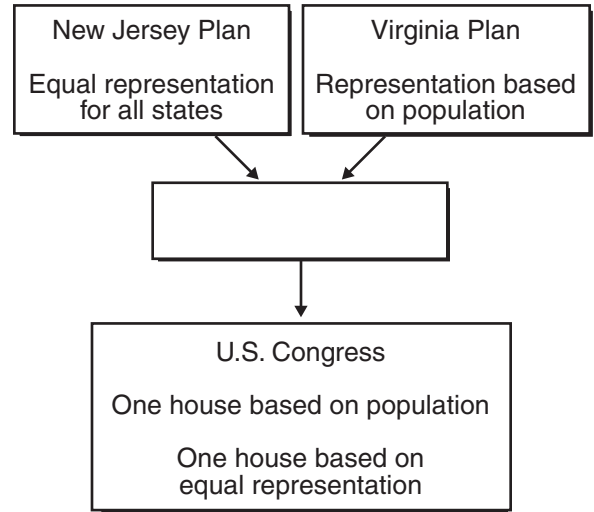 New Jersey Plan
Equal representation
for all states
Virginia Plan
Representation based
on population
U.S. Congress
One house based on population
One house based on
equal representation